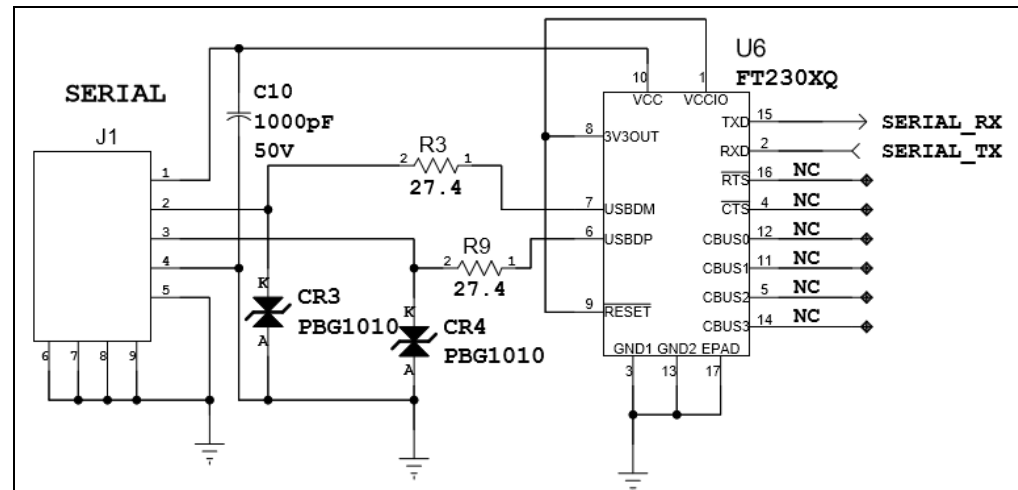 U6
FT230XQ
SERIAL
J1
C10
1000pF
50V
R3
2 1
27.4
R9
2 1
27.4
1
2
3
4
5
6 7 8 9
K
CR3
PBG1010
A
K
CR4
PBG1010
A
10 1
VCC VCCIO
8 3V3OUT
7 USBDM
6 USBDP
9 RESET
TXD 15 SERIAL_RX
RXD 2 SERIAL_TX
RTS 16 NC
CTS 4 NC
CBUS0 12 NC
CBUS1 11 NC
CBUS2 5 NC
CBUS3 14 NC
GND1 GND2 EPAD
3 13 17